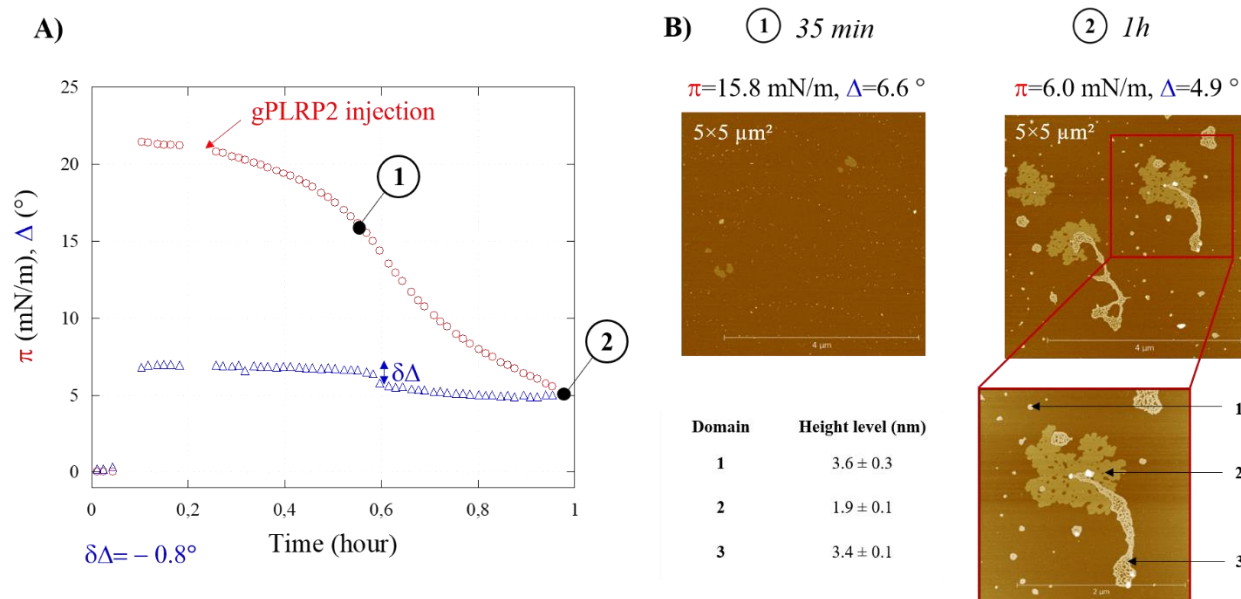 A)
25
20
15
10
5
0
π (mN/m), Δ (°)
gPLRP2 injection
1
2
δΔ
0
0,2
0,4
0,6
0,8
1
Time (hour)
δΔ= − 0.8°
B)
1 35 min
π=15.8 mN/m, Δ=6.6 °
5×5 µm²
4 µm
2 1h
π=6.0 mN/m, Δ=4.9 °
5×5 µm²
4 µm
Domain Height level (nm)
1 3.6 ± 0.3
2 1.9 ± 0.1
3 3.4 ± 0.1
1
2
3
2 µm